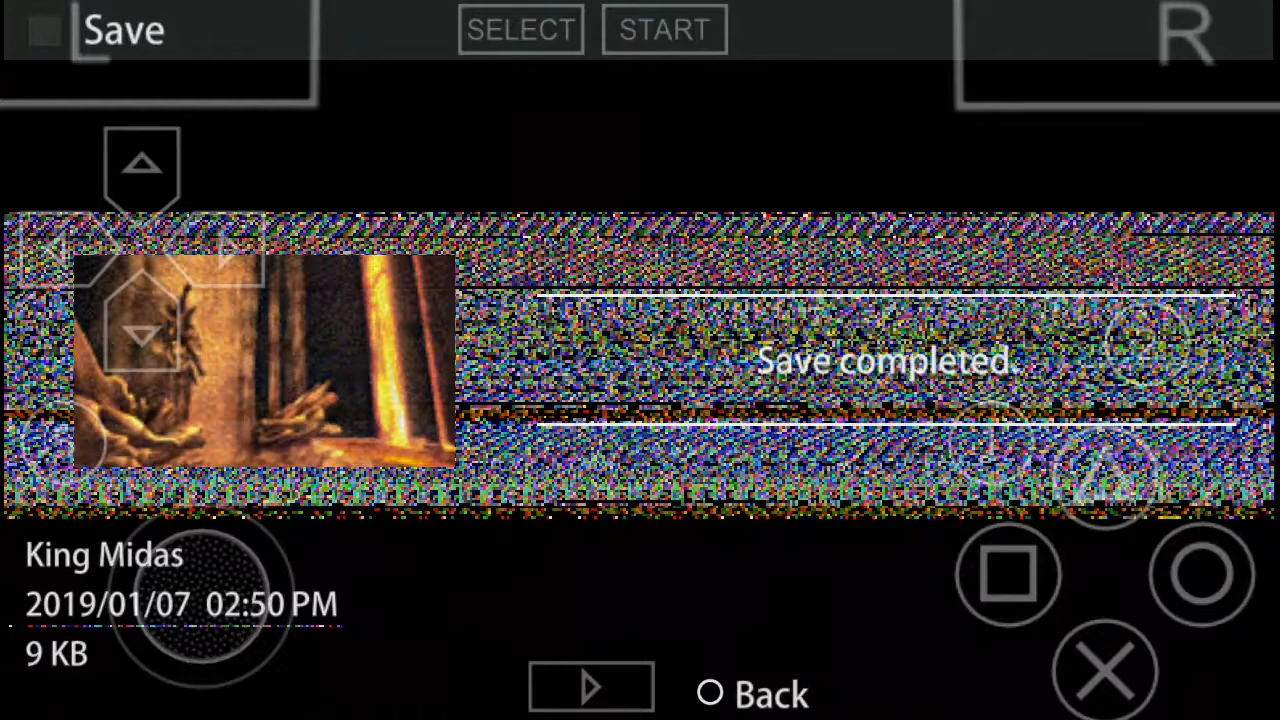 L
Save
SELECT
START
R
Save completed.
King Midas
2019/01/07 02:50 PM
9 KB
Back